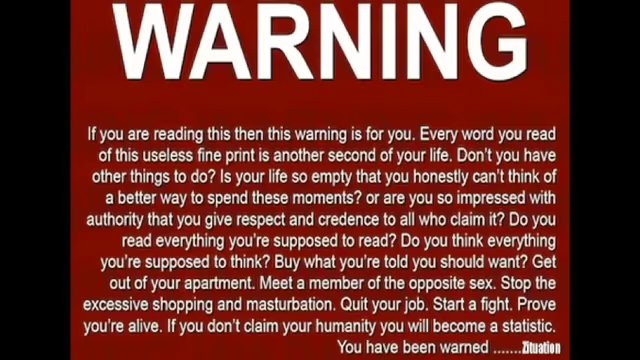 WARNING
If you are reading this then this warning is for you. Every word you read
of this useless fine print is another second of your life. Don't you have
other things to do? Is your life so empty that you honestly can't think of
a better way to spend these moments? or are you so impressed with
authority that you give respect and credence to all who claim it? Do you
read everything you're supposed to read? Do you think everything
you're supposed to think? Buy what you're told you should want? Get
out of your apartment. Meet a member of the opposite sex. Stop the
excessive shopping and masturbation. Quit your job. Start a fight. Prove
you're alive. If you don't claim your humanity you will become a statistic.
You have been warned .......Zituation